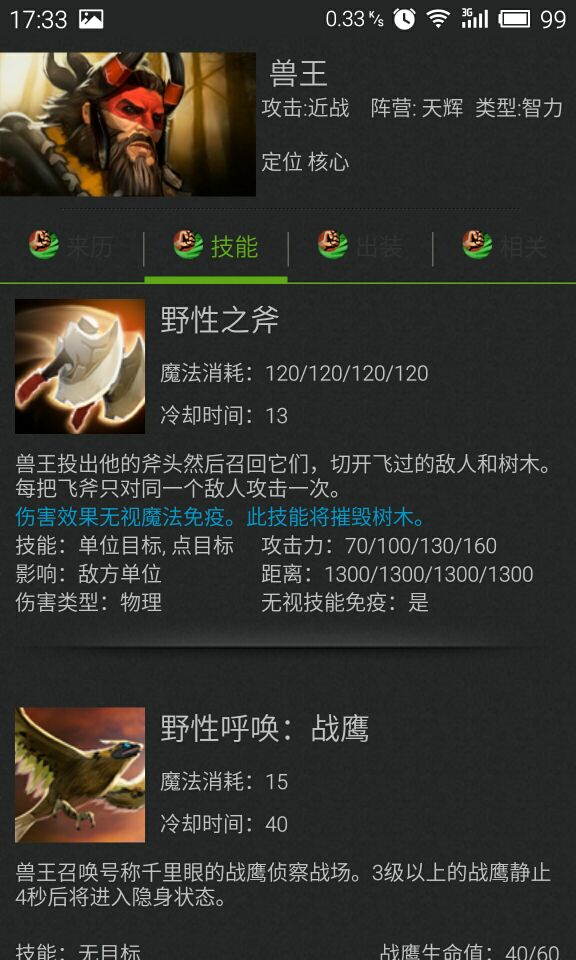 17:33 0.33 K/s 3G 99
兽王
攻击:近战 阵营: 天辉 类型:智力
定位 核心
来历 技能 出装 相关
野性之斧
魔法消耗：120/120/120/120
冷却时间：13
兽王投出他的斧头然后召回它们，切开飞过的敌人和树木。
每把飞斧只对同一个敌人攻击一次。
伤害效果无视魔法免疫。此技能将摧毁树木。
技能：单位目标, 点目标 攻击力：70/100/130/160
影响：敌方单位 距离：1300/1300/1300/1300
伤害类型：物理 无视技能免疫：是
野性呼唤：战鹰
魔法消耗：15
冷却时间：40
兽王召唤号称千里眼的战鹰侦察战场。3级以上的战鹰静止
4秒后将进入隐身状态。
技能：无目标 战鹰生命值：40/60